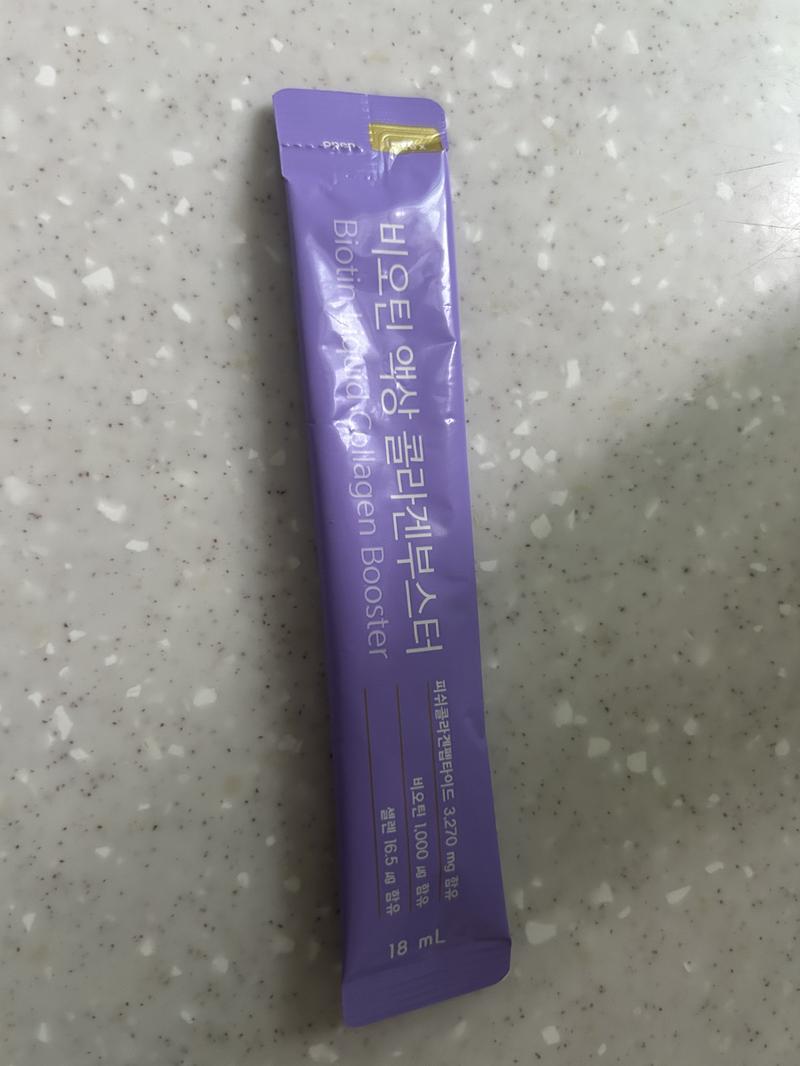 비오틴 액상 콜라겐부스터
Biotin Liquid Collagen Booster
피쉬콜라겐펩타이드 3,270 mg 함유
비오틴 1,000 ㎍ 함유
셀렌 16.5 ㎍ 함유
18 mL